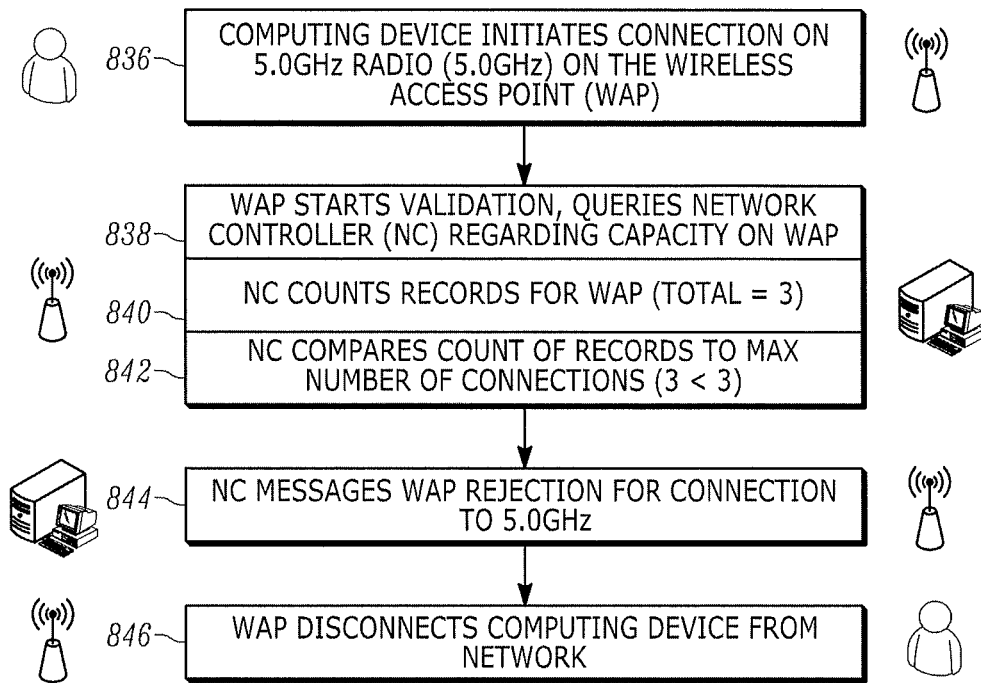 836
COMPUTING DEVICE INITIATES CONNECTION ON
5.0GHz RADIO (5.0GHz) ON THE WIRELESS
ACCESS POINT (WAP)
838
WAP STARTS VALIDATION, QUERIES NETWORK
CONTROLLER (NC) REGARDING CAPACITY ON WAP
840
NC COUNTS RECORDS FOR WAP (TOTAL = 3)
842
NC COMPARES COUNT OF RECORDS TO MAX
NUMBER OF CONNECTIONS (3 < 3)
844
NC MESSAGES WAP REJECTION FOR CONNECTION
TO 5.0GHz
846
WAP DISCONNECTS COMPUTING DEVICE FROM
NETWORK